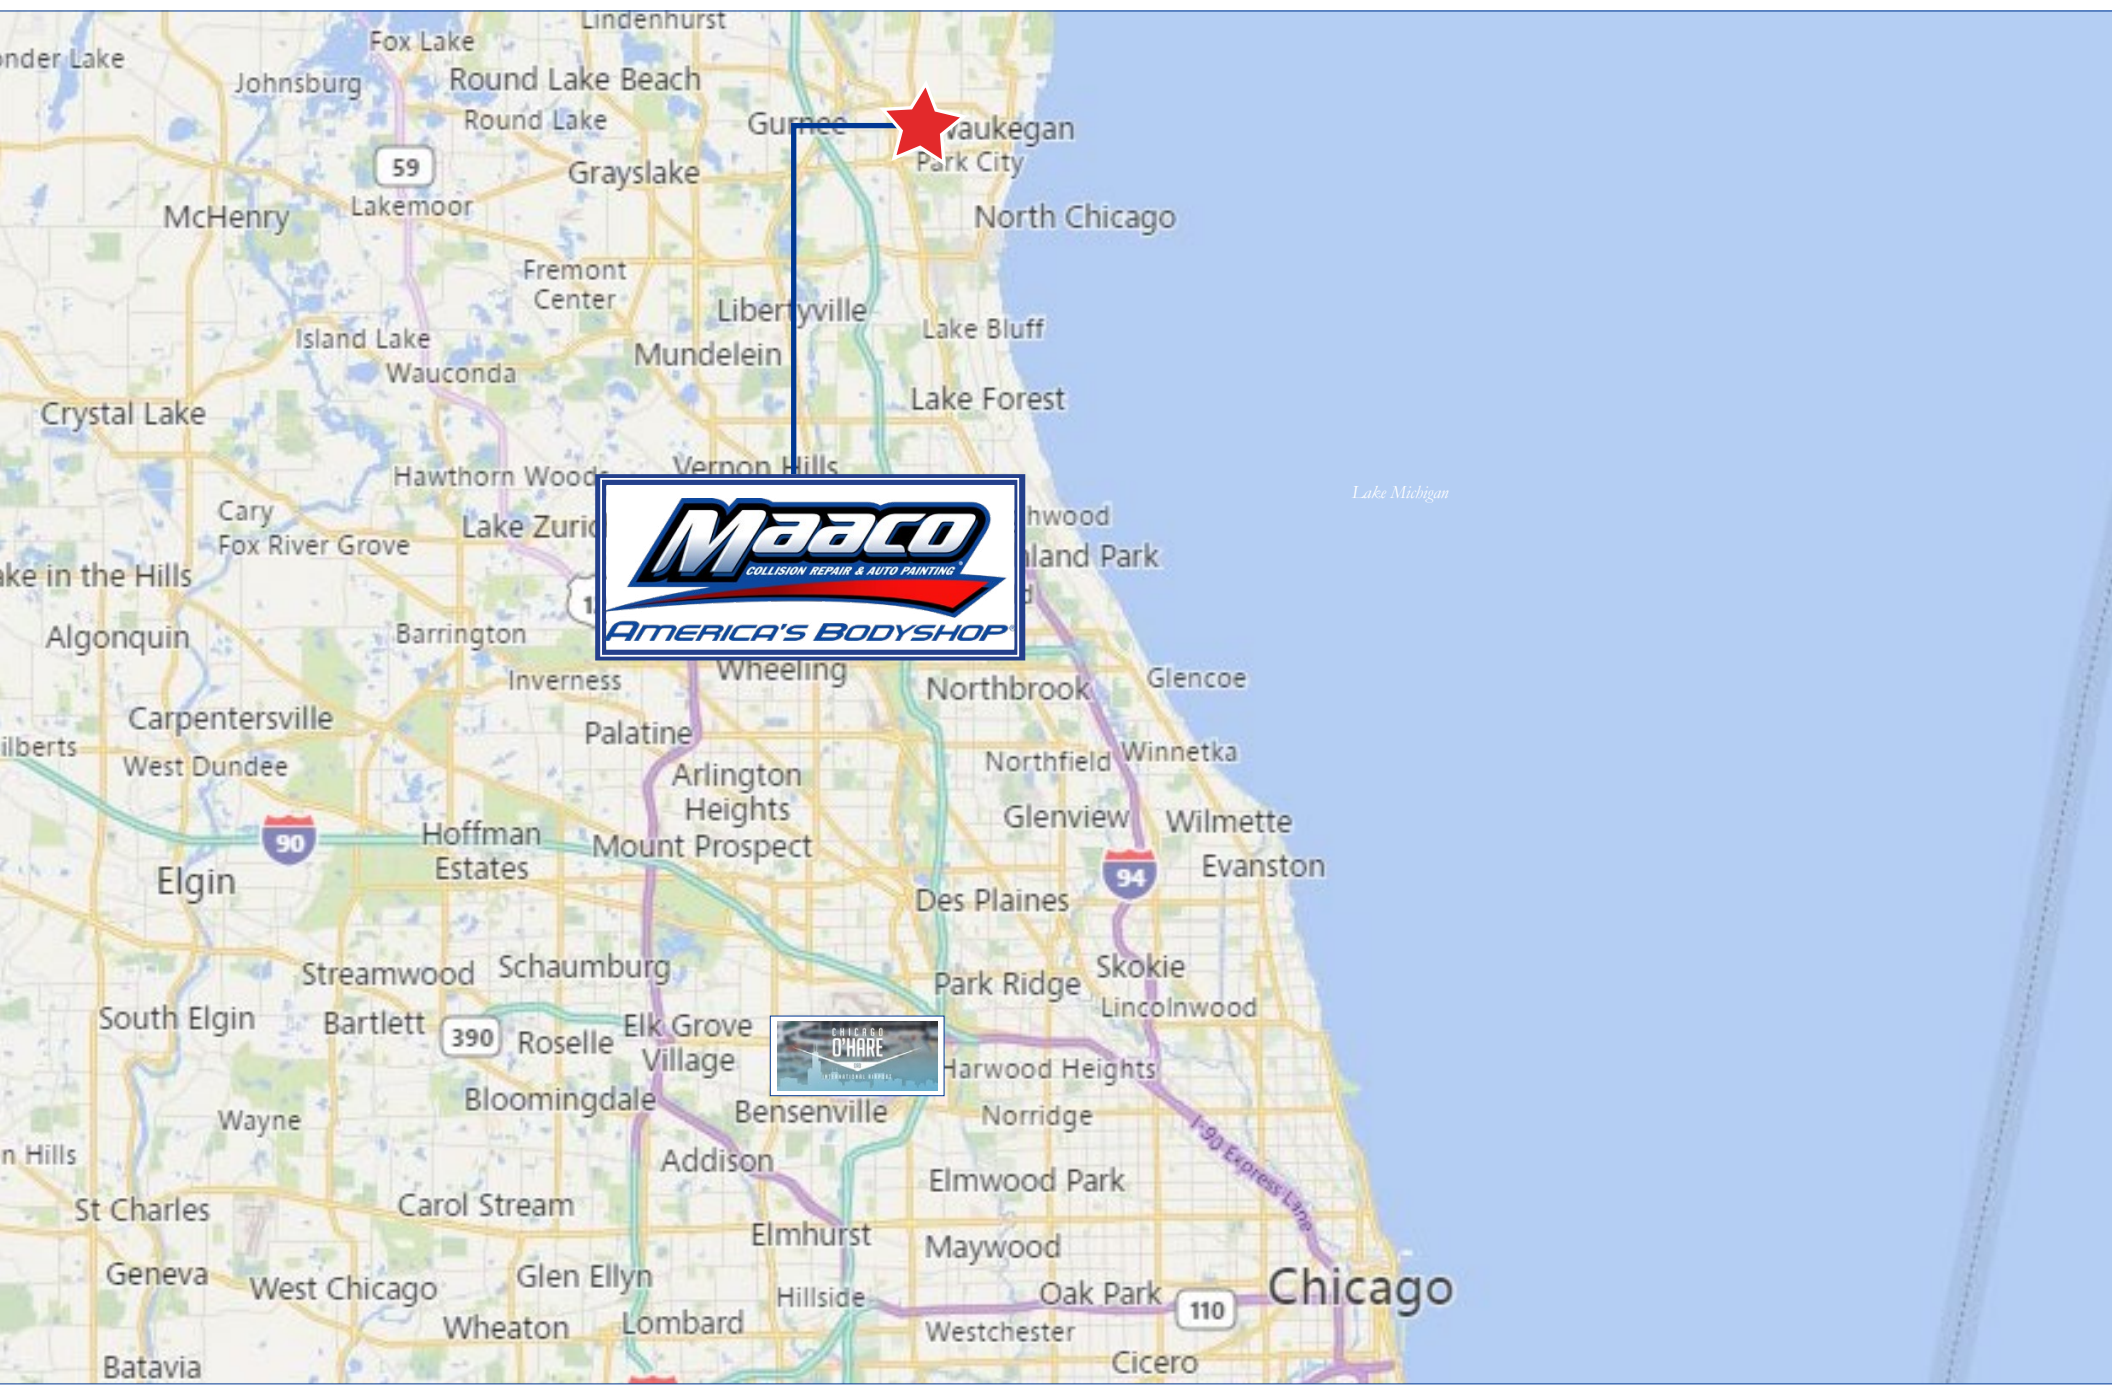 Lindenhurst
Fox Lake
onder Lake
Johnsburg
Round Lake Beach
Round Lake
Gurnee
Waukegan
Park City
59
Grayslake
Lakemoor
McHenry
North Chicago
Fremont
Center
Libertyville
Lake Bluff
Island Lake
Mundelein
Wauconda
Lake Forest
Crystal Lake
Vernon Hills
Hawthorn Woods
Lake Michigan
Cary
Lake Zuric
hwood
Fox River Grove
land Park
MAACO
COLLISION REPAIR & AUTO PAINTING
AMERICA'S BODYSHOP®
ake in the Hills
1
d
Algonquin
Barrington
Wheeling
Inverness
Northbrook
Glencoe
Carpentersville
Palatine
ilberts
West Dundee
Northfield
Winnetka
Arlington
Heights
Glenview
Wilmette
90
Hoffman
Estates
Mount Prospect
Elgin
94
Evanston
Des Plaines
Streamwood
Schaumburg
Park Ridge
Skokie
Lincolnwood
South Elgin
Bartlett
390
Roselle
Elk Grove
Village
CHICAGO
O'HARE
INTERNATIONAL AIRPORT
Harwood Heights
Bloomingdale
Bensenville
Norridge
Wayne
I-90 Express Lane
n Hills
Addison
Elmwood Park
St Charles
Carol Stream
Elmhurst
Maywood
Geneva
West Chicago
Glen Ellyn
Hillside
Oak Park
110
Chicago
Wheaton
Lombard
Westchester
Batavia
Cicero